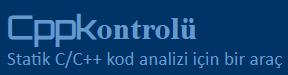 Cppkontrolü
Statik C/C++ kod analizi için bir araç